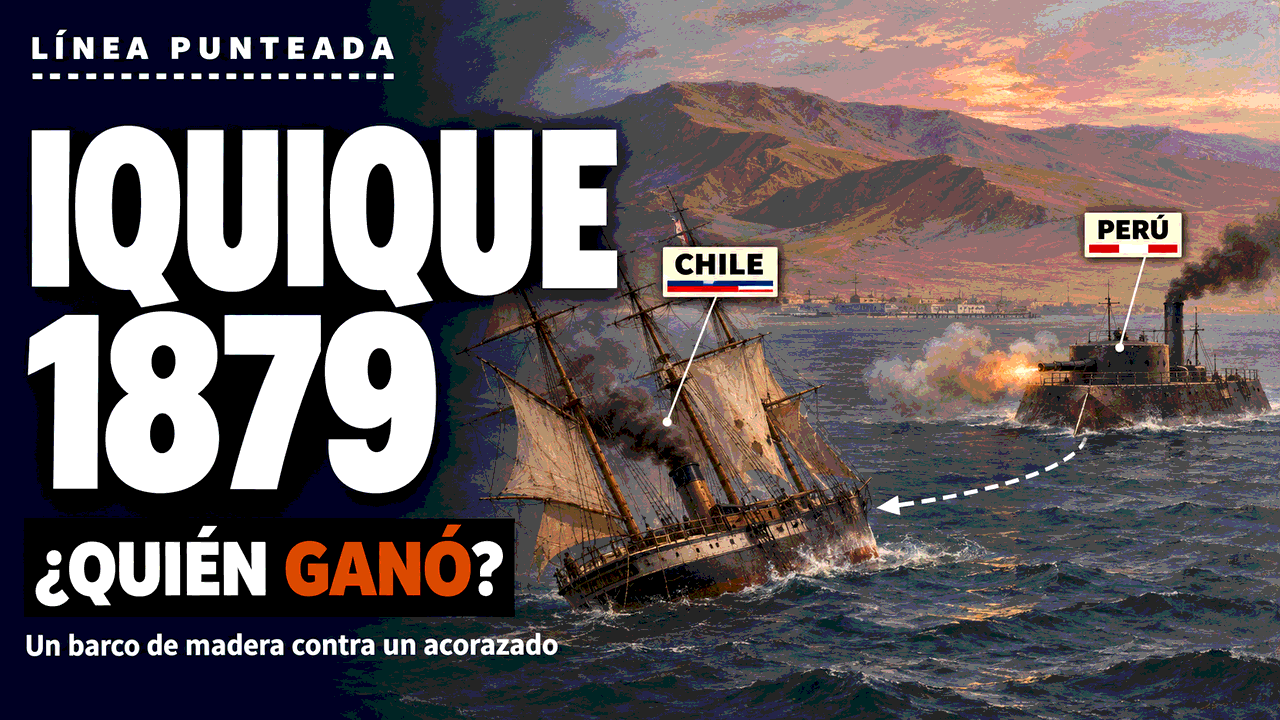 LÍNEA PUNTEADA
IQUIQUE
1879
¿QUIÉN GANÓ?
Un barco de madera contra un acorazado
CHILE
PERÚ